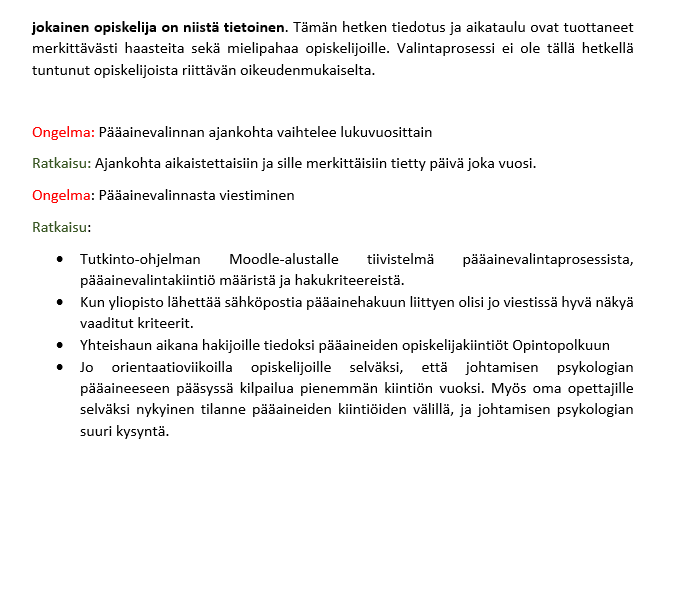 jokainen opiskelija on niistä tietoinen. Tämän hetken tiedotus ja aikataulu ovat tuottaneet
merkittävästi haasteita sekä mielipahaa opiskelijoille. Valintaprosessi ei ole tällä hetkellä
tuntunut opiskelijoista riittävän oikeudenmukaiselta.
Ongelma: Pääainevalinnan ajankohta vaihtelee lukuvuosittain
Ratkaisu: Ajankohta aikaistettaisiin ja sille merkittäisiin tietty päivä joka vuosi.
Ongelma: Pääainevalinnasta viestiminen
Ratkaisu:
• Tutkinto-ohjelman Moodle-alustalle tiivistelmä pääainevalintaprosessista,
pääainevalintakiintiö määristä ja hakukriteereistä.
• Kun yliopisto lähettää sähköpostia pääainehakuun liittyen olisi jo viestissä hyvä näkyä
vaaditut kriteerit.
• Yhteishaun aikana hakijoille tiedoksi pääaineiden opiskelijakiintiöt Opintopolkuun
• Jo orientaatioviikoilla opiskelijoille selväksi, että johtamisen psykologian
pääaineeseen pääsyssä kilpailua pienemmän kiintiön vuoksi. Myös oma opettajille
selväksi nykyinen tilanne pääaineiden kiintiöiden välillä, ja johtamisen psykologian
suuri kysyntä.